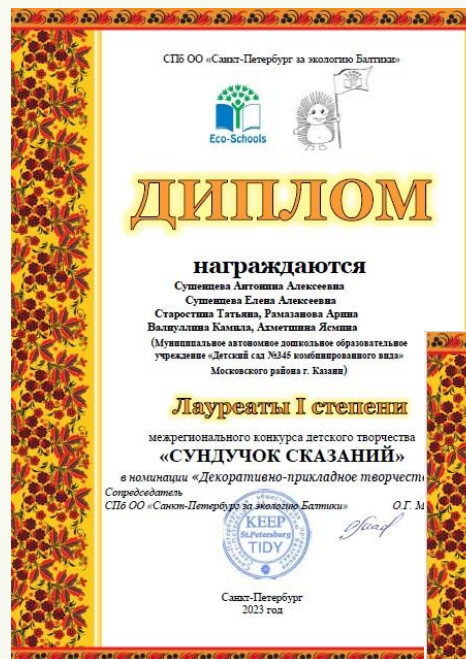 СПб ОО «Санкт-Петербург за экологию Балтики»
Eco-Schools
ДИПЛОМ
награждаются
Сушенцева Антонина Алексеевна
Сушенцева Елена Алексеевна
Старостина Татьяна, Рамазанова Арина
Валиуллина Камила, Ахметшина Ясмина
(Муниципальное автономное дошкольное образовательное
учреждение «Детский сад №345 комбинированного вида»
Московского района г. Казани)
Лауреаты I степени
межрегионального конкурса детского творчества
«СУНДУЧОК СКАЗАНИЙ»
в номинации «Декоративно-прикладное творчест
Сопредседатель
СПб ОО «Санкт-Петербург за экологию Балтики» О.Г. М
KEEP
St.Petersburg
TIDY
Санкт-Петербург
2023 год